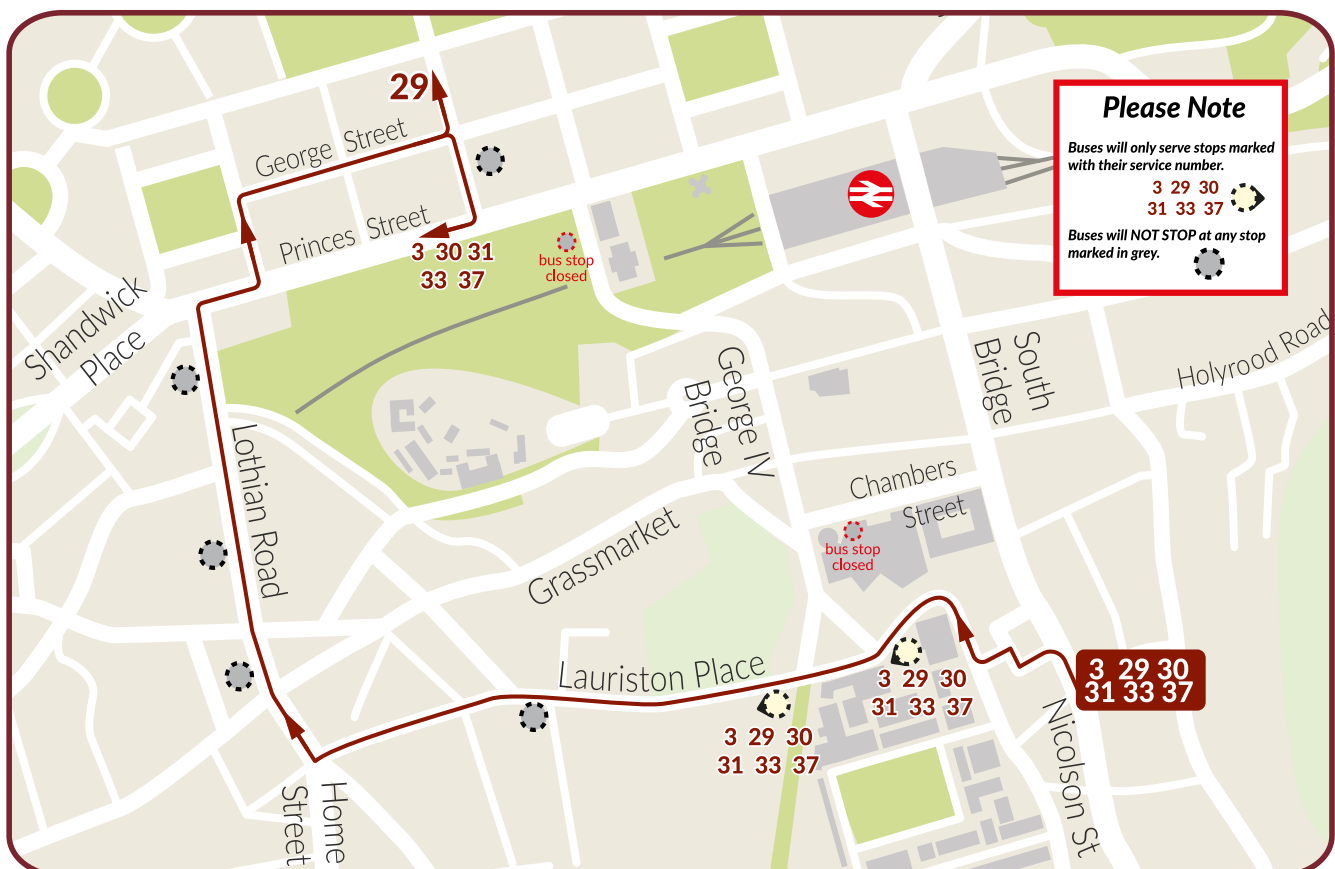 29
George Street
Princes Street
3 30 31
33 37
bus stop
closed
Please Note
Buses will only serve stops marked
with their service number.
3 29 30
31 33 37
Buses will NOT STOP at any stop
marked in grey.
Shandwick
Place
George IV
Bridge
South
Bridge
Holyrood Road
Lothian Road
Chambers
Street
Grassmarket
bus stop
closed
Lauriston Place
3 29 30
31 33 37
3 29 30
31 33 37
3 29 30
31 33 37
Nicolson St
Home
Street